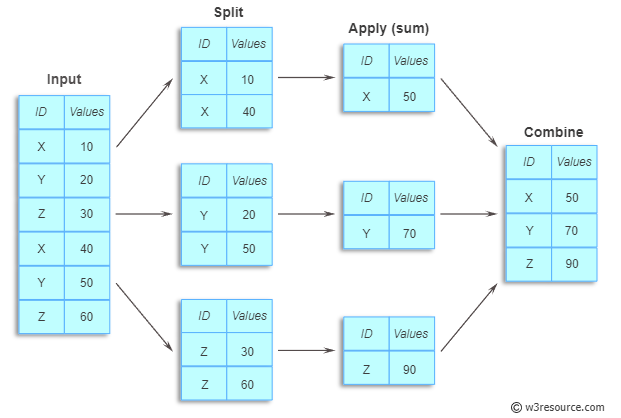 Input
ID Values
X 10
Y 20
Z 30
X 40
Y 50
Z 60
Split
ID Values
X 10
X 40
ID Values
Y 20
Y 50
ID Values
Z 30
Z 60
Apply (sum)
ID Values
X 50
ID Values
Y 70
ID Values
Z 90
Combine
ID Values
X 50
Y 70
Z 90
© w3resource.com